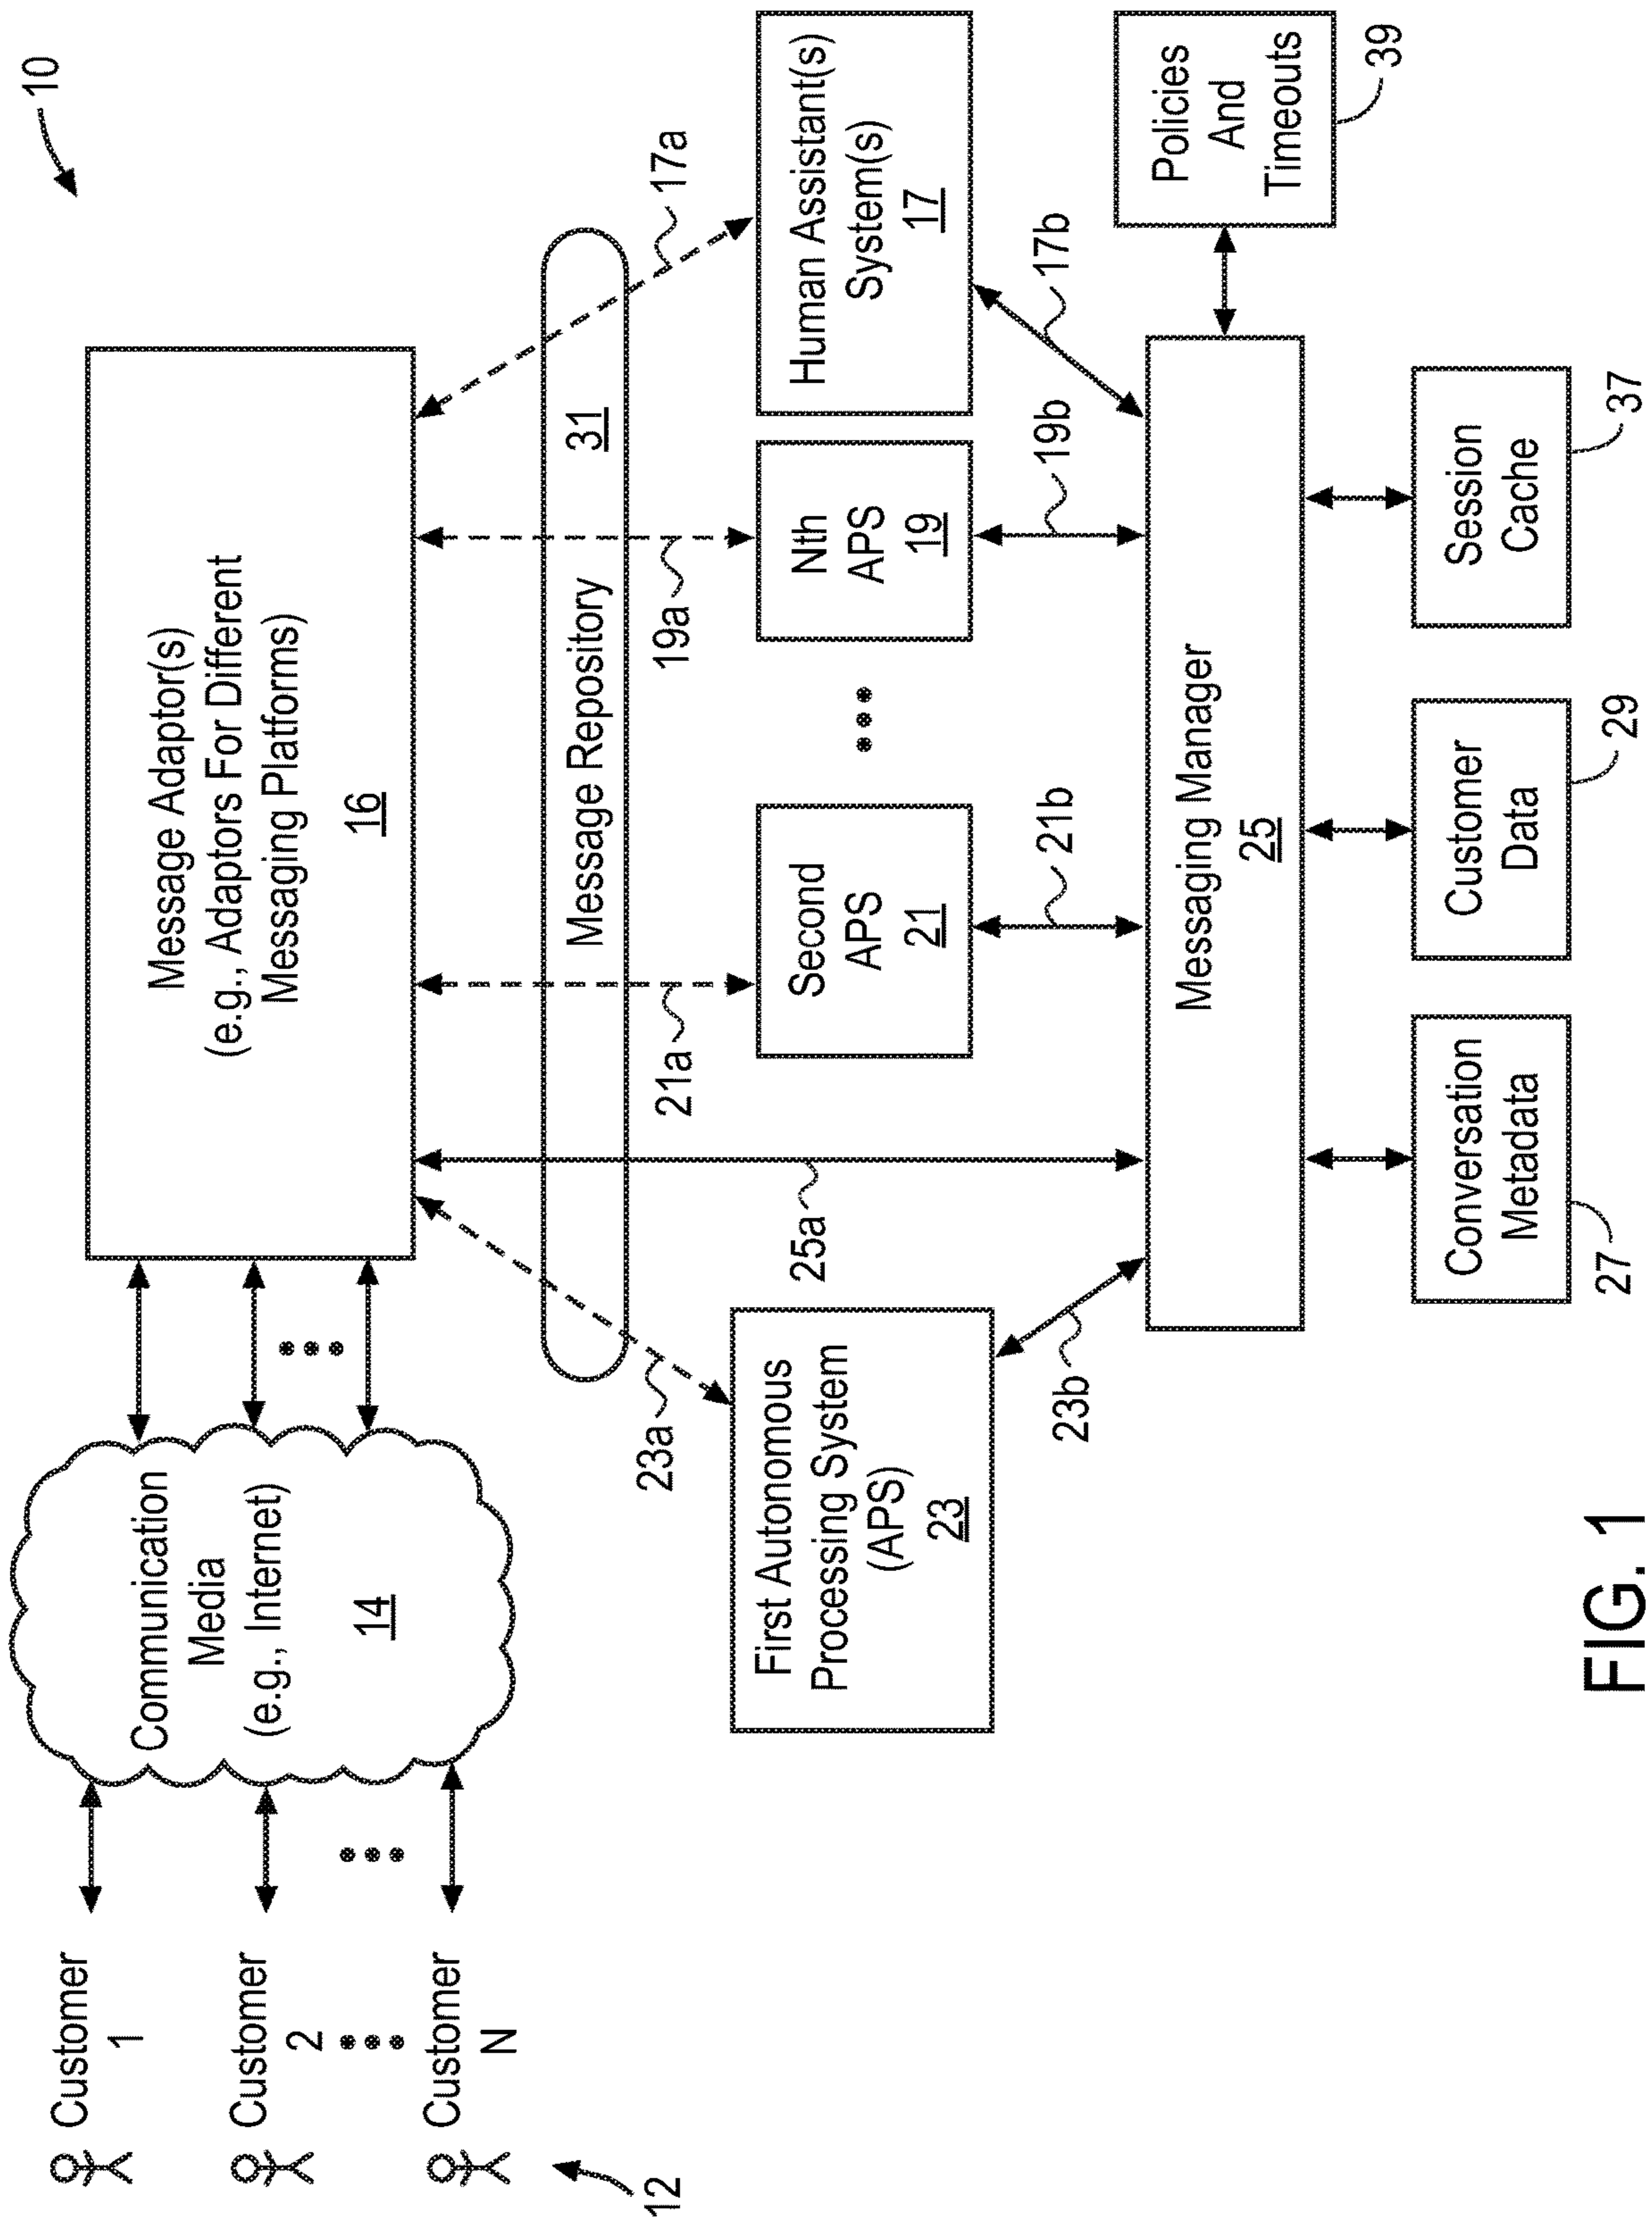 10
Customer
1
Customer
2
Customer
N
12
Communication
Media
(e.g., Internet)
14
Message Adaptor(s)
(e.g., Adaptors For Different
Messaging Platforms)
16
Message Repository 31
23a
25a
21a
19a
17a
First Autonomous
Processing System
(APS)
23
Second
APS
21
Nth
APS
19
Human Assistant(s)
System(s)
17
23b
21b
19b
17b
Messaging Manager
25
Policies
And
Timeouts
39
Conversation
Metadata
27
Customer
Data
29
Session
Cache
37
FIG. 1